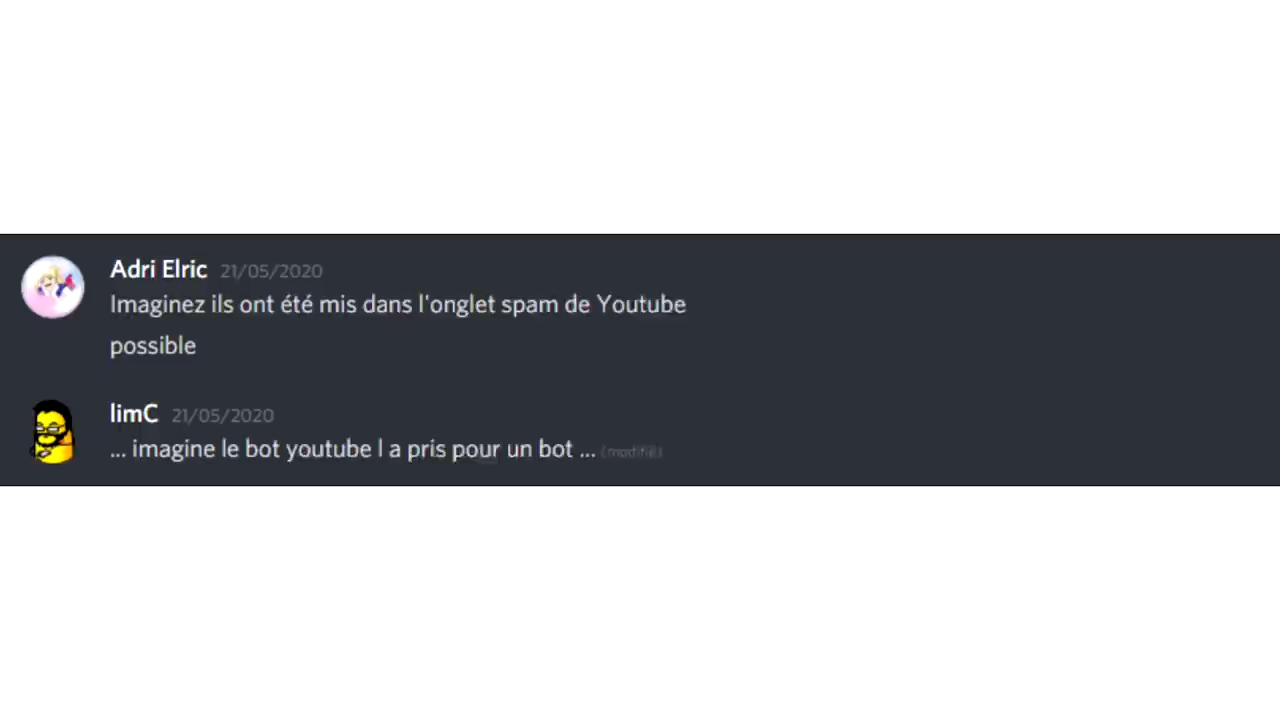 Adri Elric 21/05/2020
Imaginez ils ont été mis dans l'onglet spam de Youtube
possible
limC 21/05/2020
... imagine le bot youtube l a pris pour un bot ... (modifié)